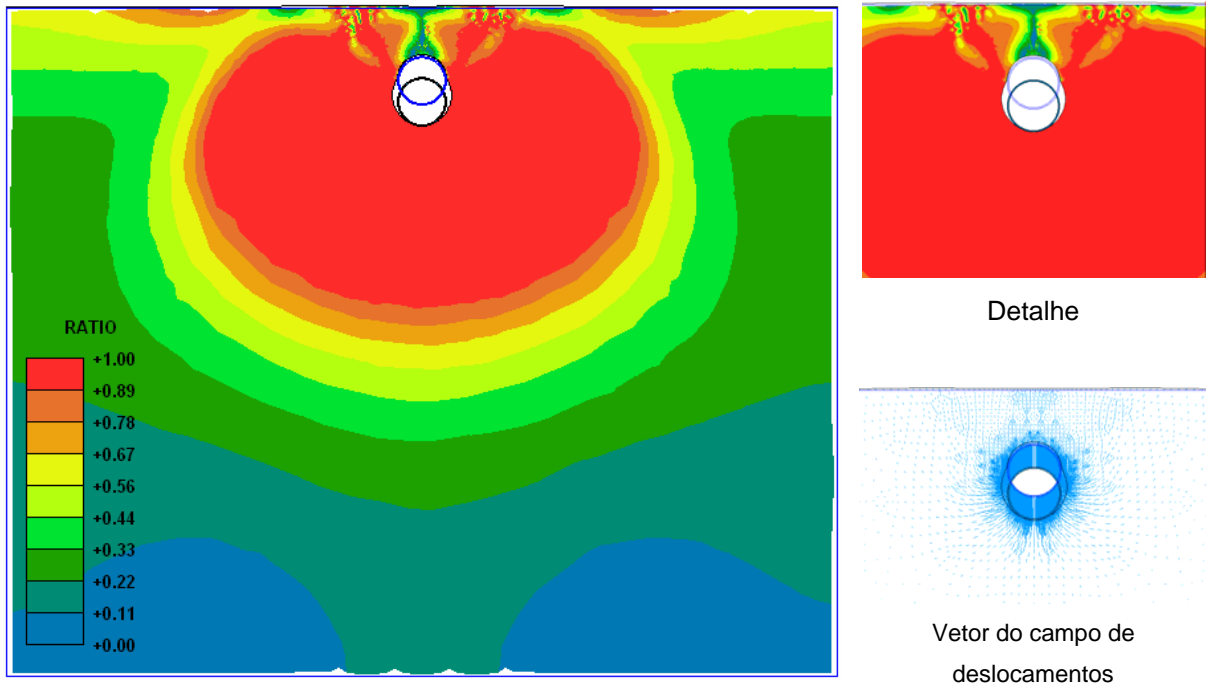 RATIO
+1.00
+0.89
+0.78
+0.67
+0.56
+0.44
+0.33
+0.22
+0.11
+0.00
Detalhe
Vetor do campo de
deslocamentos